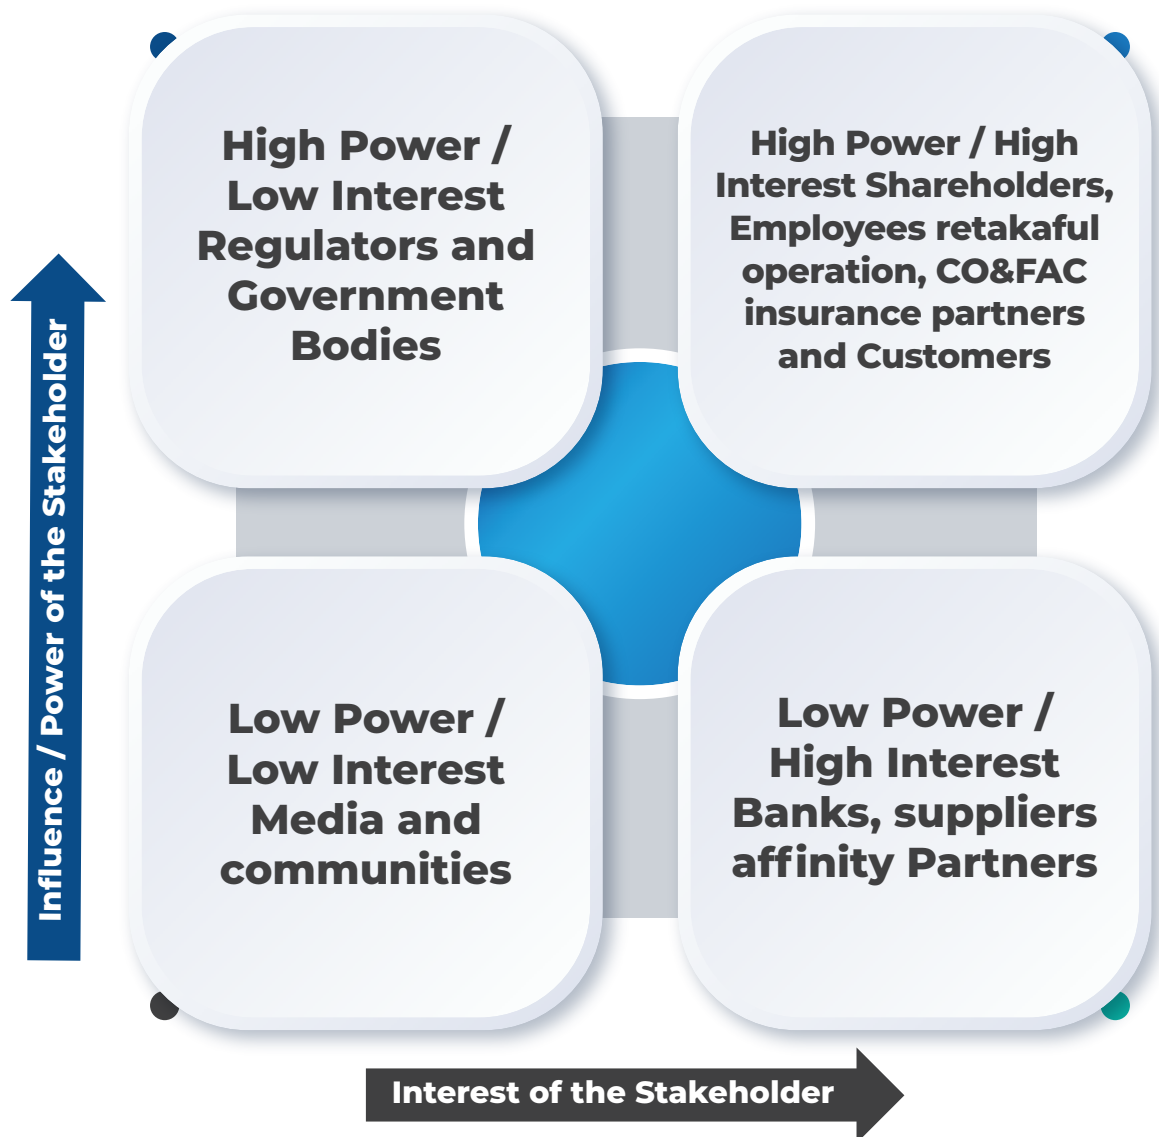 High Power /
Low Interest
Regulators and
Government
Bodies
High Power / High
Interest Shareholders,
Employees retakaful
operation, CO&FAC
insurance partners
and Customers
Influence / Power of the Stakeholder
Low Power /
Low Interest
Media and
communities
Low Power /
High Interest
Banks, suppliers
affinity Partners
Interest of the Stakeholder